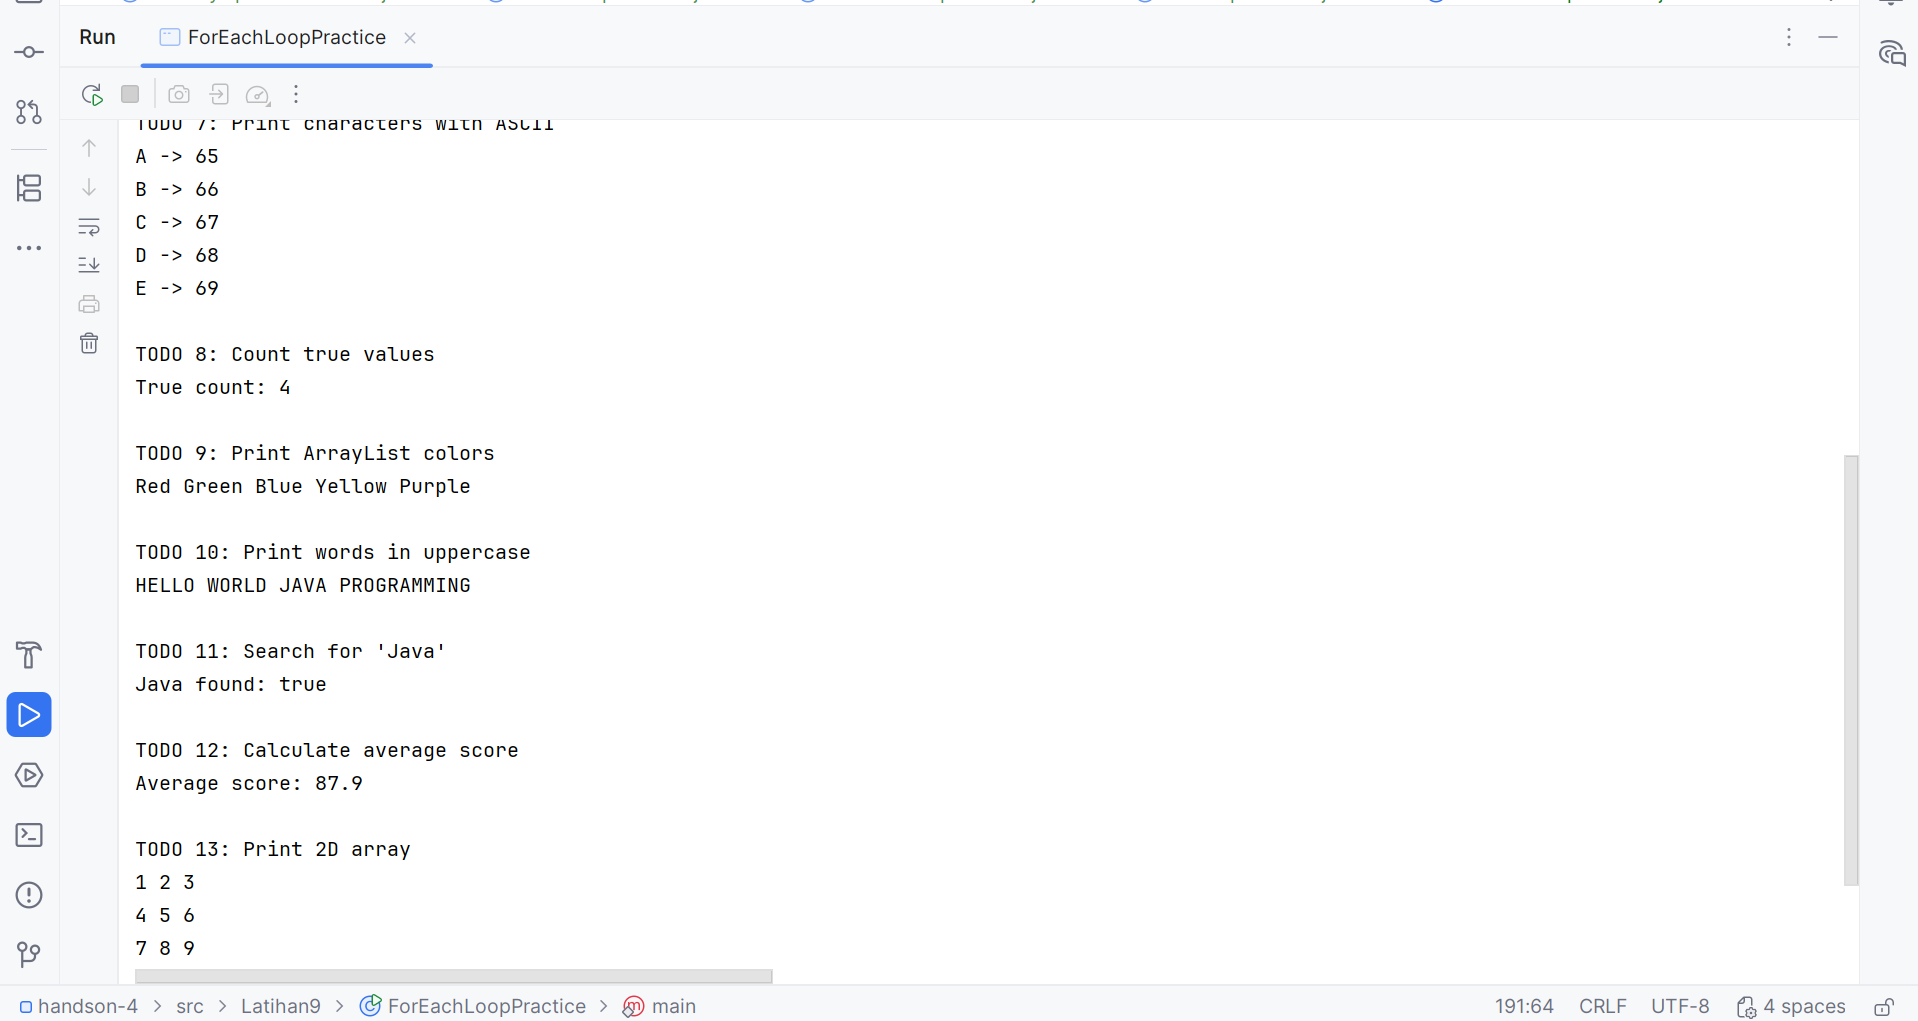 Run
ForEachLoopPractice
TODO 7: Print characters with ASCII
A -> 65
B -> 66
C -> 67
D -> 68
E -> 69
TODO 8: Count true values
True count: 4
TODO 9: Print ArrayList colors
Red Green Blue Yellow Purple
TODO 10: Print words in uppercase
HELLO WORLD JAVA PROGRAMMING
TODO 11: Search for 'Java'
Java found: true
TODO 12: Calculate average score
Average score: 87.9
TODO 13: Print 2D array
1 2 3
4 5 6
7 8 9
handson-4 > src > Latihan9 > ForEachLoopPractice > main 191:64 CRLF UTF-8 4 spaces